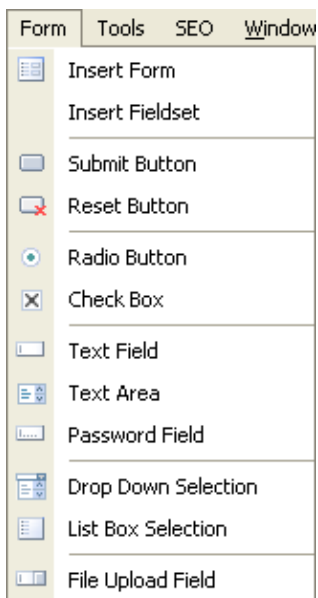 Form Tools SEO Window
Insert Form
Insert Fieldset
Submit Button
Reset Button
Radio Button
Check Box
Text Field
Text Area
Password Field
Drop Down Selection
List Box Selection
File Upload Field